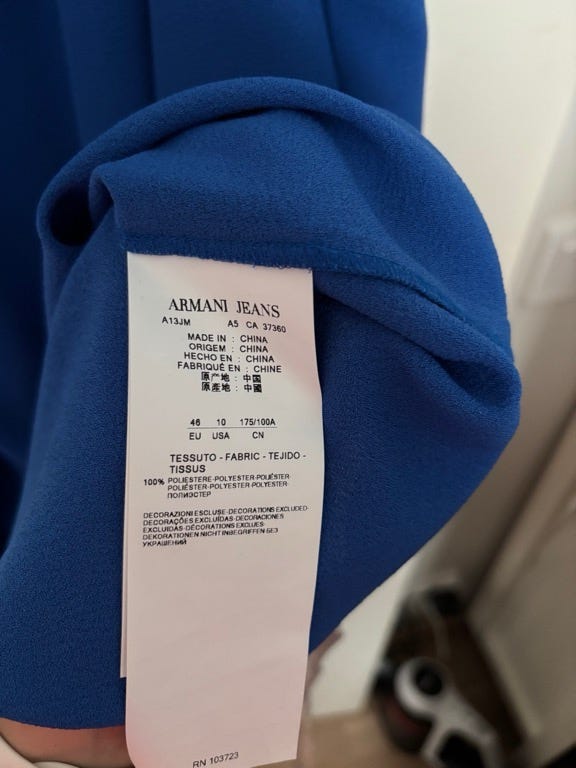 ARMANI JEANS
A13JM A5 CA 37360
MADE IN : CHINA
ORIGEM : CHINA
HECHO EN : CHINA
FABRIQUÉ EN : CHINE
原产地 : 中国
原產地 : 中國
46 10 175/100A
EU USA CN
TESSUTO - FABRIC - TEJIDO -
TISSUS
100% POLIESTERE-POLYESTER-POLIÉSTER-
POLIÉSTER-POLYESTER-POLYESTER-
ПОЛИЭСТЕР
DECORAZIONI ESCLUSE-DECORATIONS EXCLUDED-
DECORAÇÕES EXCLUÍDAS-DECORACIONES
EXCLUIDAS-DÉCORATIONS EXCLUES-
DEKORATIONEN NICHT INBEGRIFFEN БЕЗ
УКРАШЕНИЙ
RN 103723